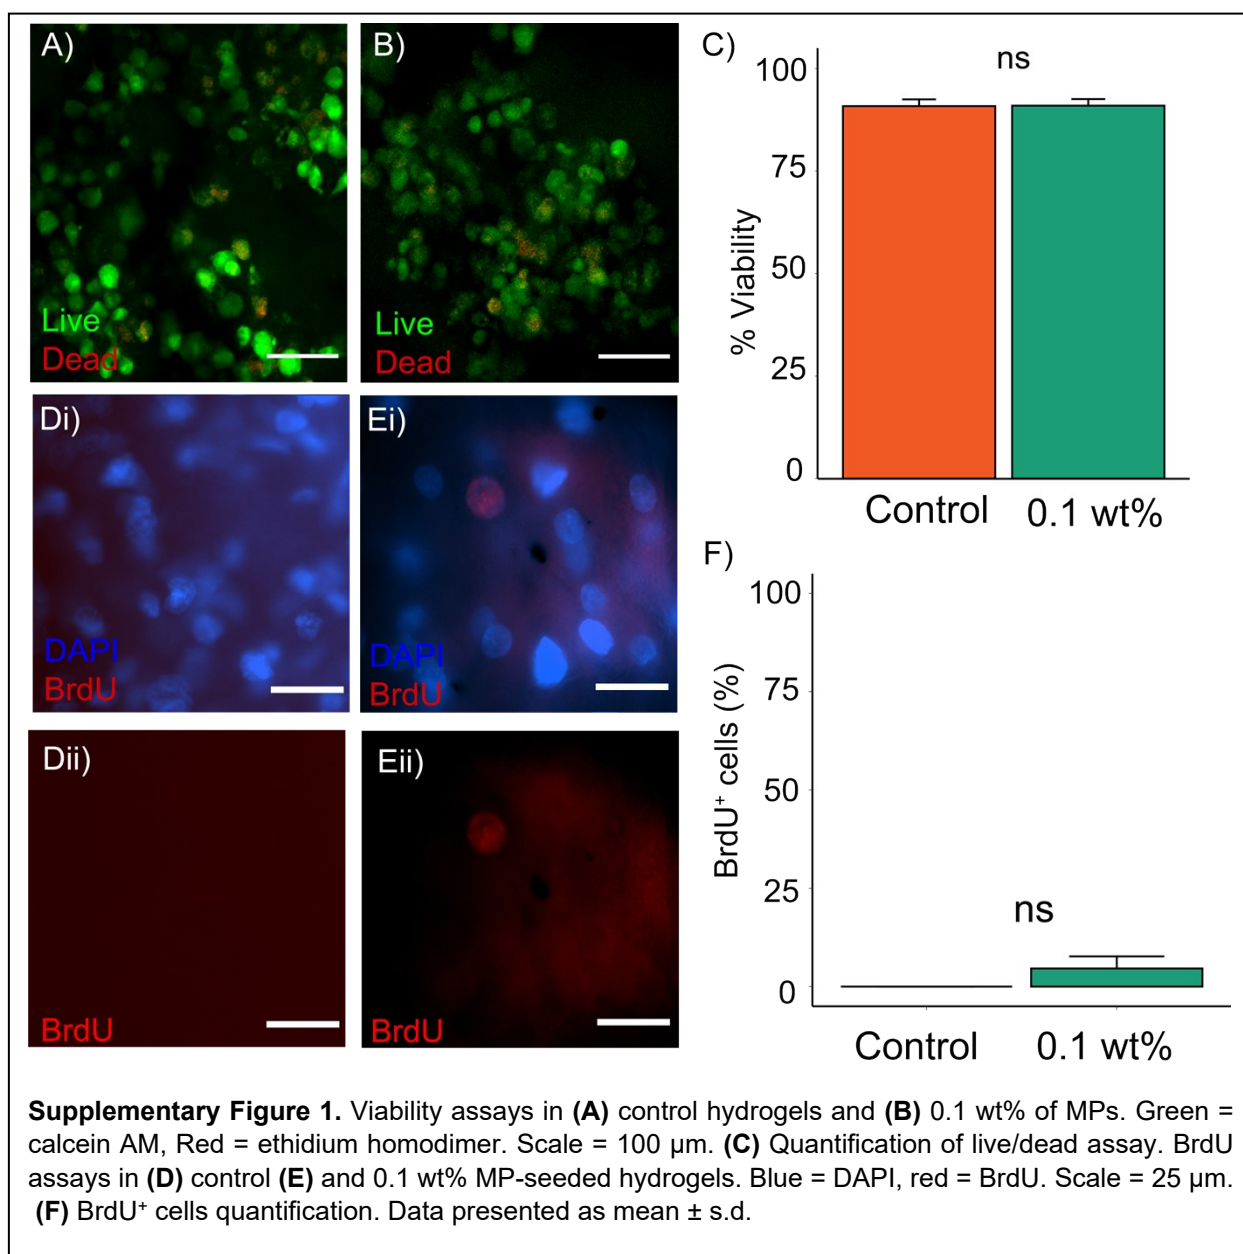 A)
Live
Dead
B)
Live
Dead
C)
ns
100
75
50
25
0
% Viability
Control
0.1 wt%
Di)
DAPI
BrdU
Ei)
DAPI
BrdU
Dii)
BrdU
Eii)
BrdU
F)
100
75
50
25
0
BrdU⁺ cells (%)
ns
Control
0.1 wt%
Supplementary Figure 1. Viability assays in (A) control hydrogels and (B) 0.1 wt% of MPs. Green =
calcein AM, Red = ethidium homodimer. Scale = 100 µm. (C) Quantification of live/dead assay. BrdU
assays in (D) control (E) and 0.1 wt% MP-seeded hydrogels. Blue = DAPI, red = BrdU. Scale = 25 µm.
(F) BrdU⁺ cells quantification. Data presented as mean ± s.d.